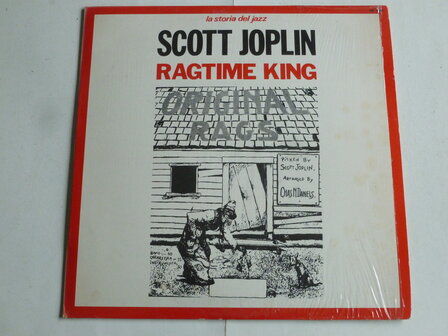 la storia del jazz
SCOTT JOPLIN
RAGTIME KING
ORIGINAL
RAGS
PICKED BY
SCOTT JOPLIN,
ARRANGED BY
CHAS. N. DANIELS.